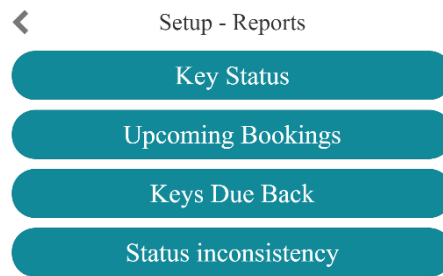 Setup - Reports
Key Status
Upcoming Bookings
Keys Due Back
Status inconsistency